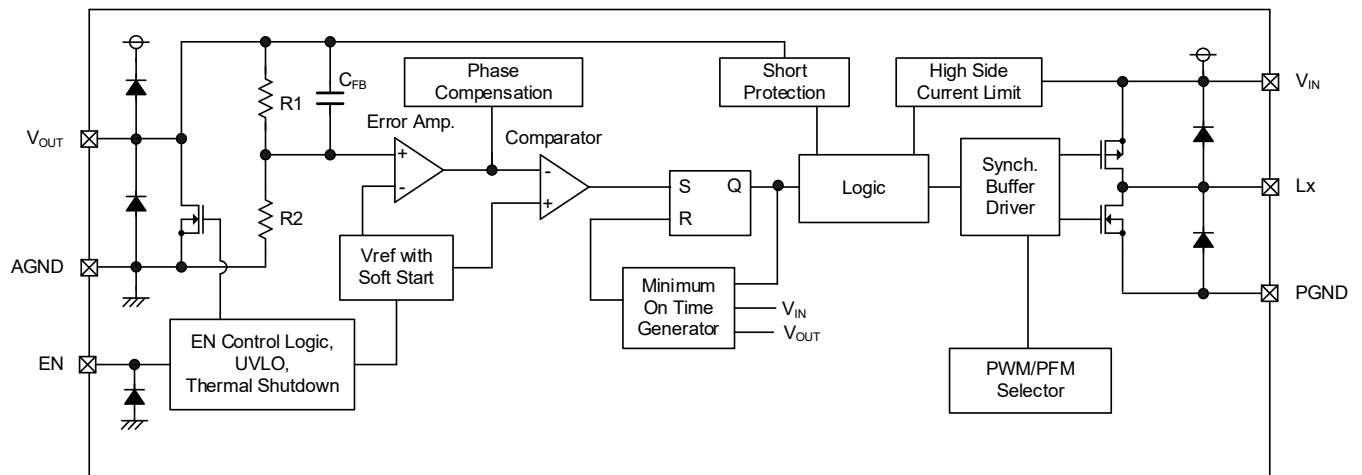 Phase
Compensation
Short
Protection
High Side
Current Limit
V_IN
C_FB
R1
V_OUT
Error Amp.
Comparator
+
-
-
+
S
Q
R
Logic
Synch.
Buffer
Driver
Lx
R2
AGND
Vref with
Soft Start
Minimum
On Time
Generator
V_IN
V_OUT
PGND
EN
EN Control Logic,
UVLO,
Thermal Shutdown
PWM/PFM
Selector